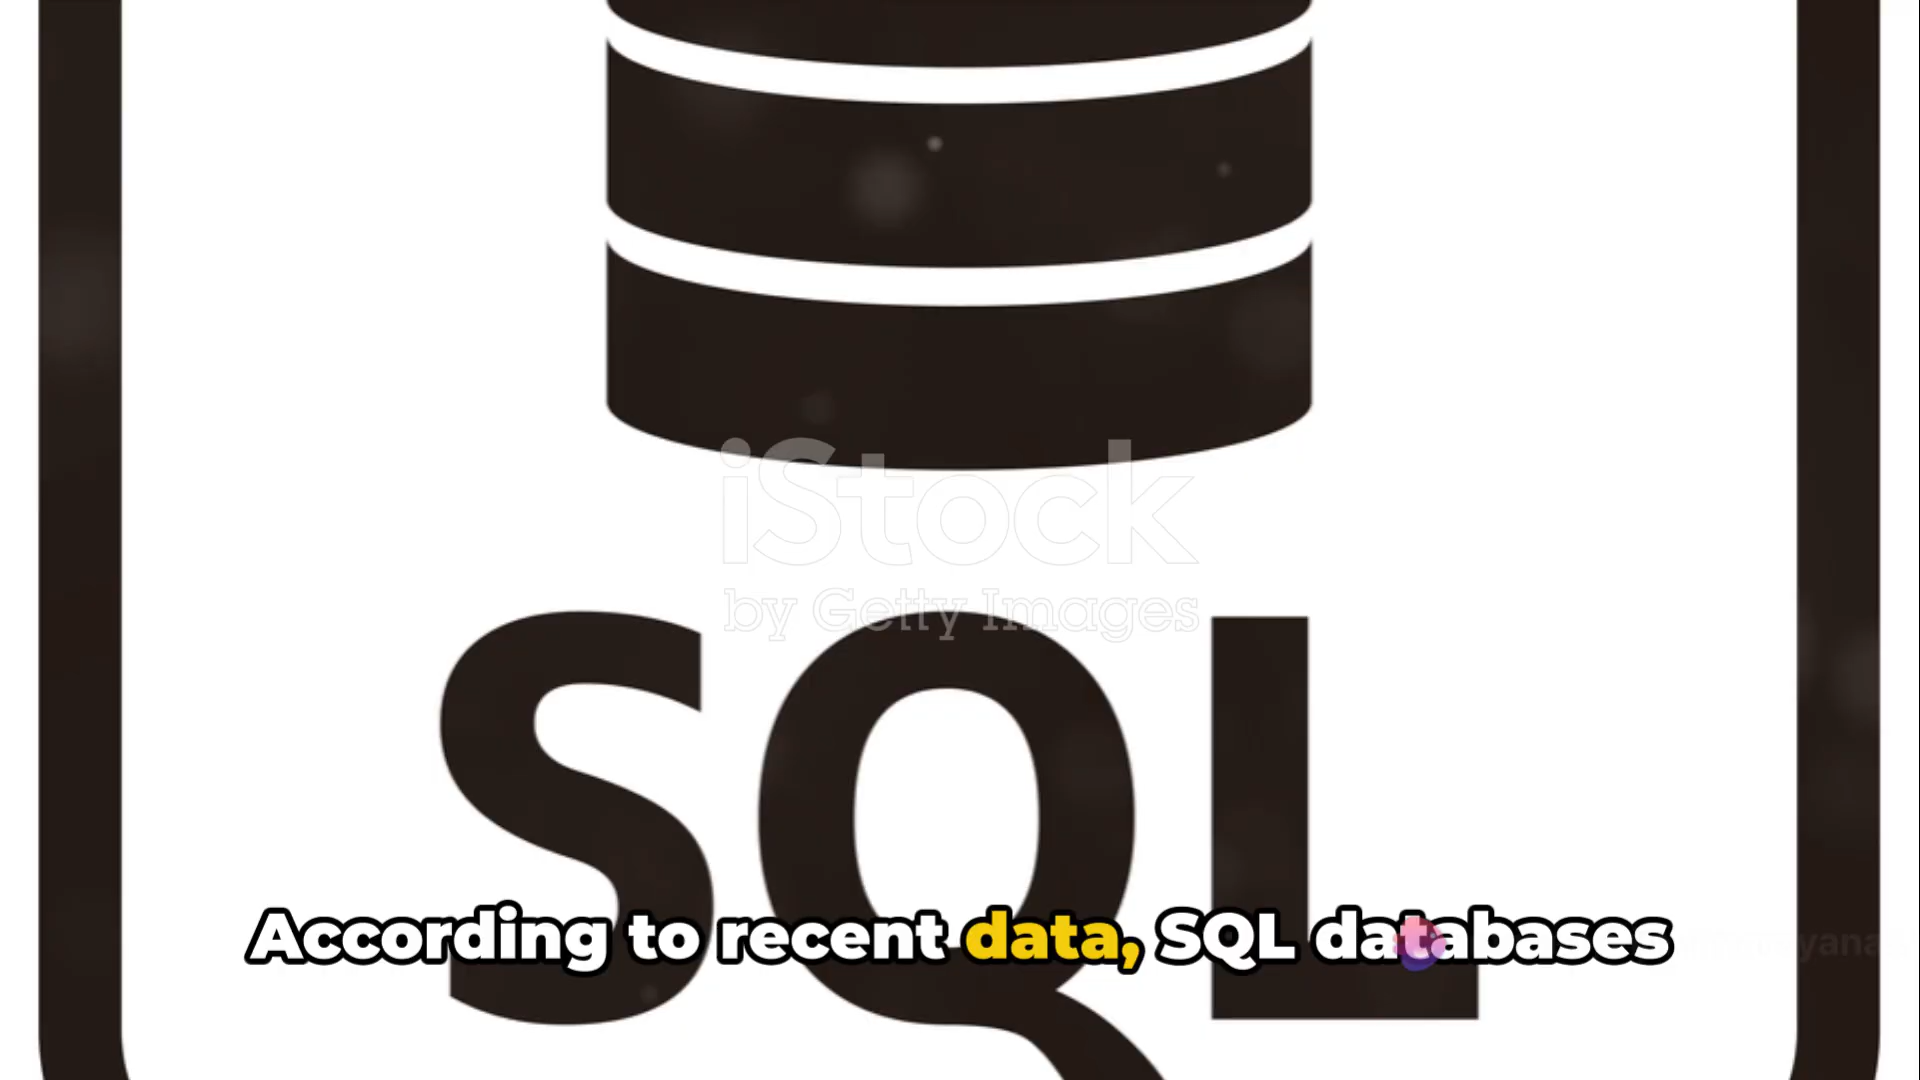 iStock
by Getty Images
SQL
According to recent data, SQL databases